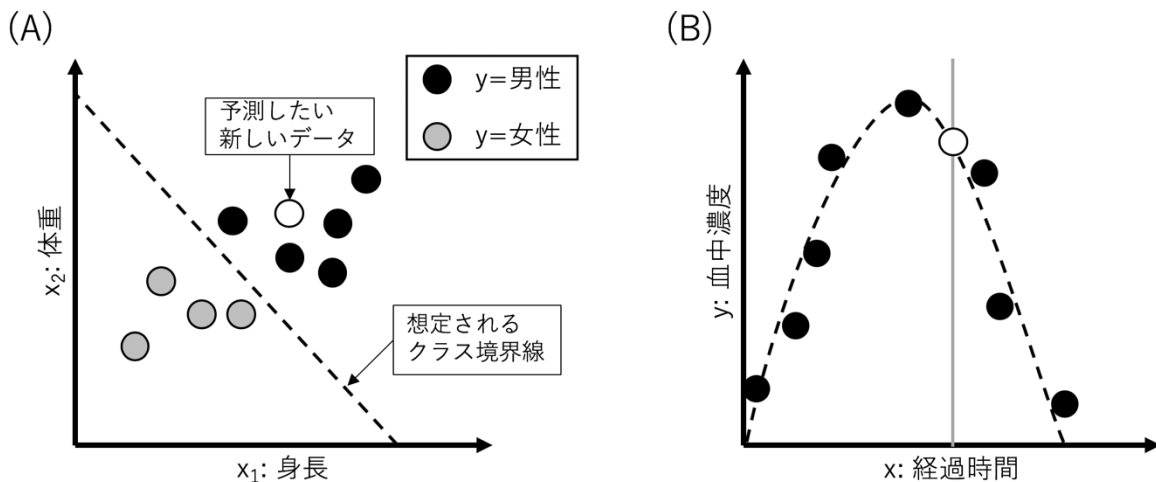 (A)
y=男性
y=女性
予測したい
新しいデータ
想定される
クラス境界線
x2: 体重
x1: 身長
(B)
y: 血中濃度
x: 経過時間